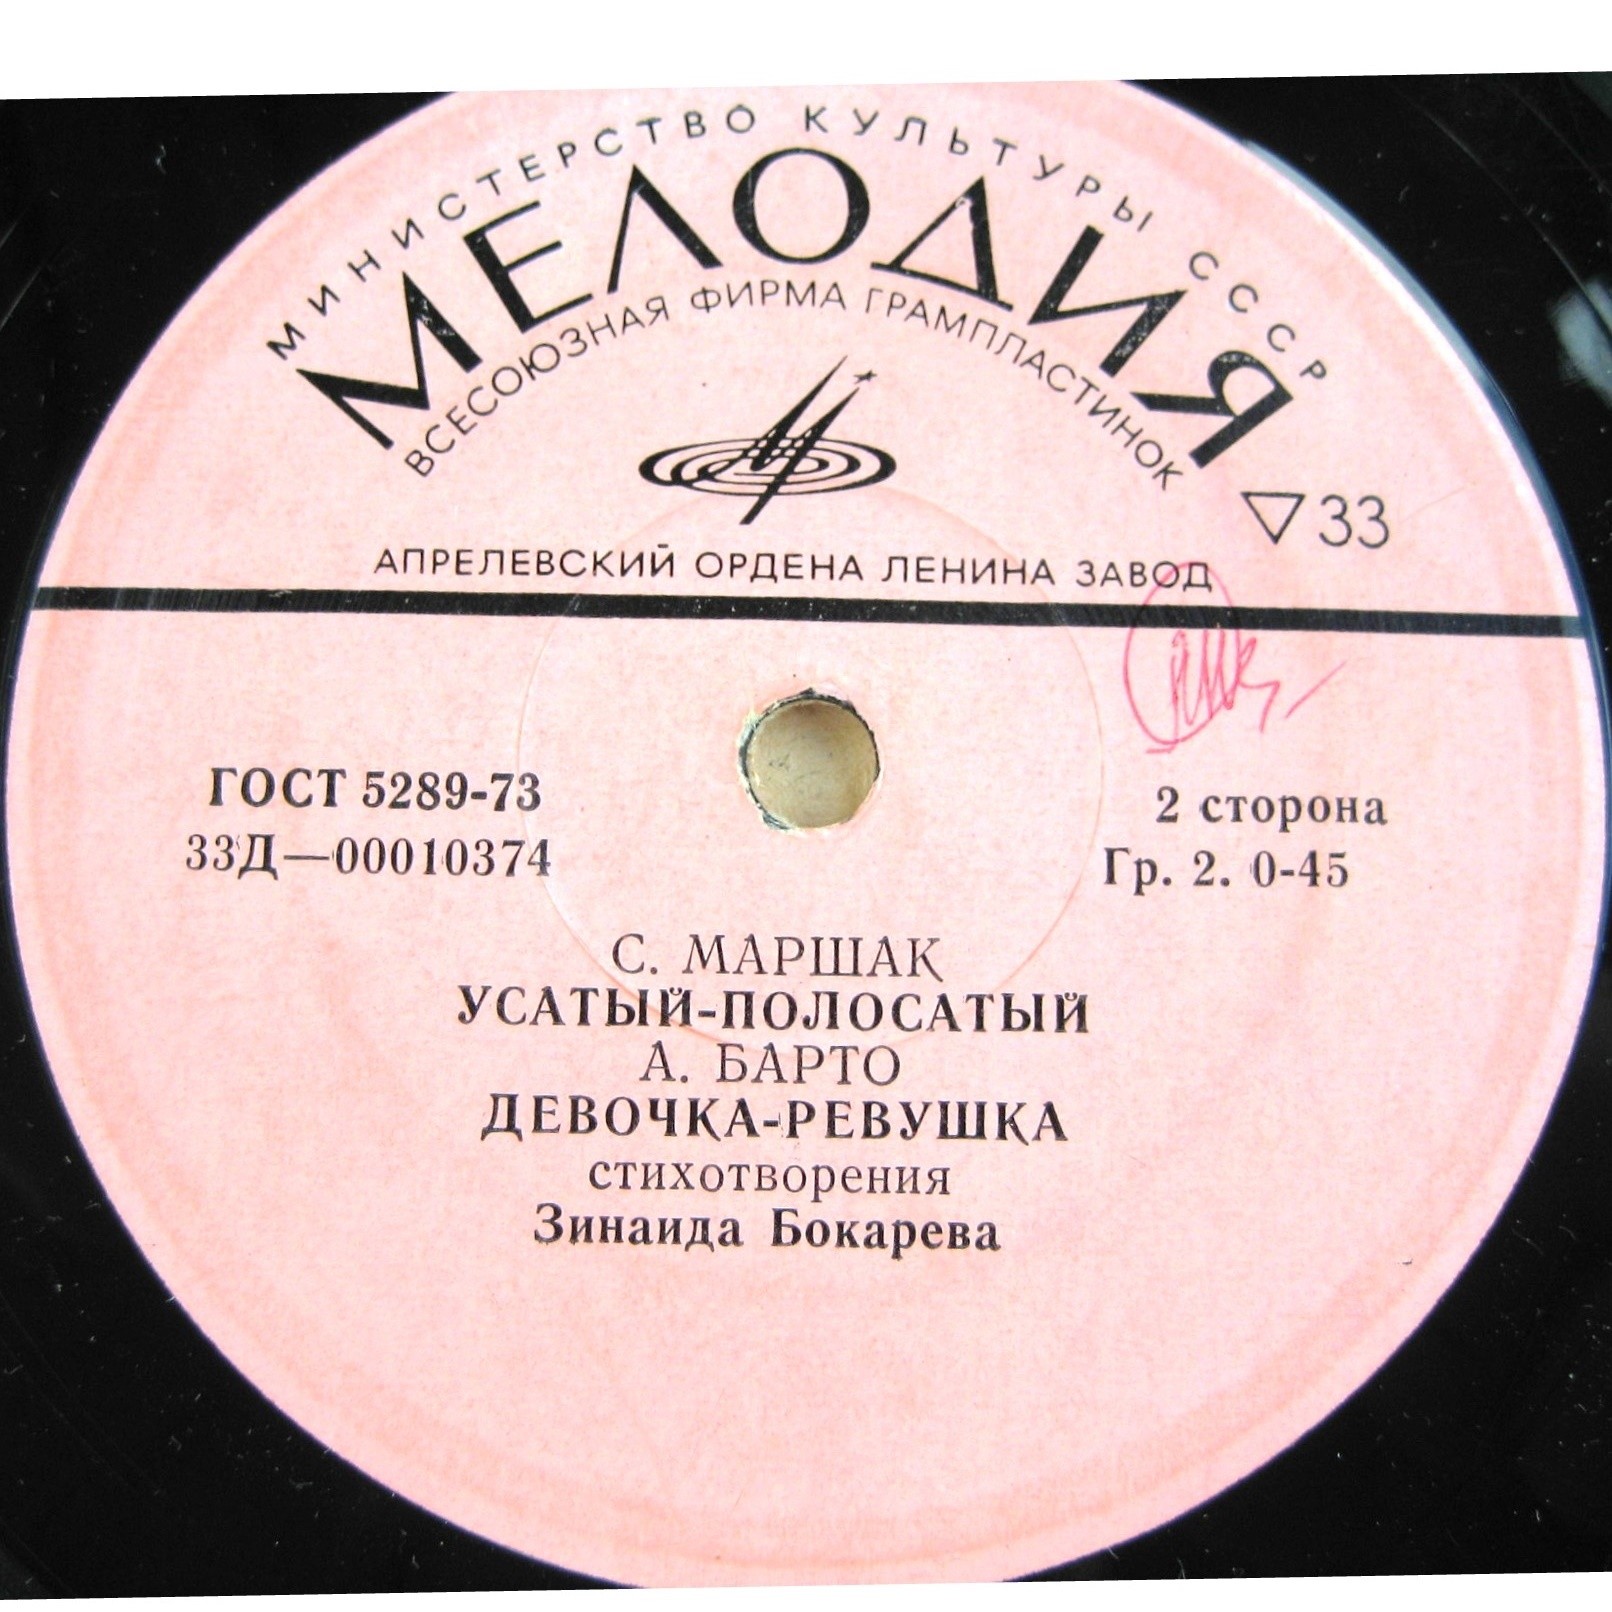 МИНИСТЕРСТВО КУЛЬТУРЫ СССР
МЕЛОДИЯ
ВСЕСОЮЗНАЯ ФИРМА ГРАМПЛАСТИНОК
33
АПРЕЛЕВСКИЙ ОРДЕНА ЛЕНИНА ЗАВОД
ГОСТ 5289-73
33Д—00010374
2 сторона
Гр. 2. 0-45
С. МАРШАК
УСАТЫЙ-ПОЛОСАТЫЙ
А. БАРТО
ДЕВОЧКА-РЕВУШКА
стихотворения
Зинаида Бокарева